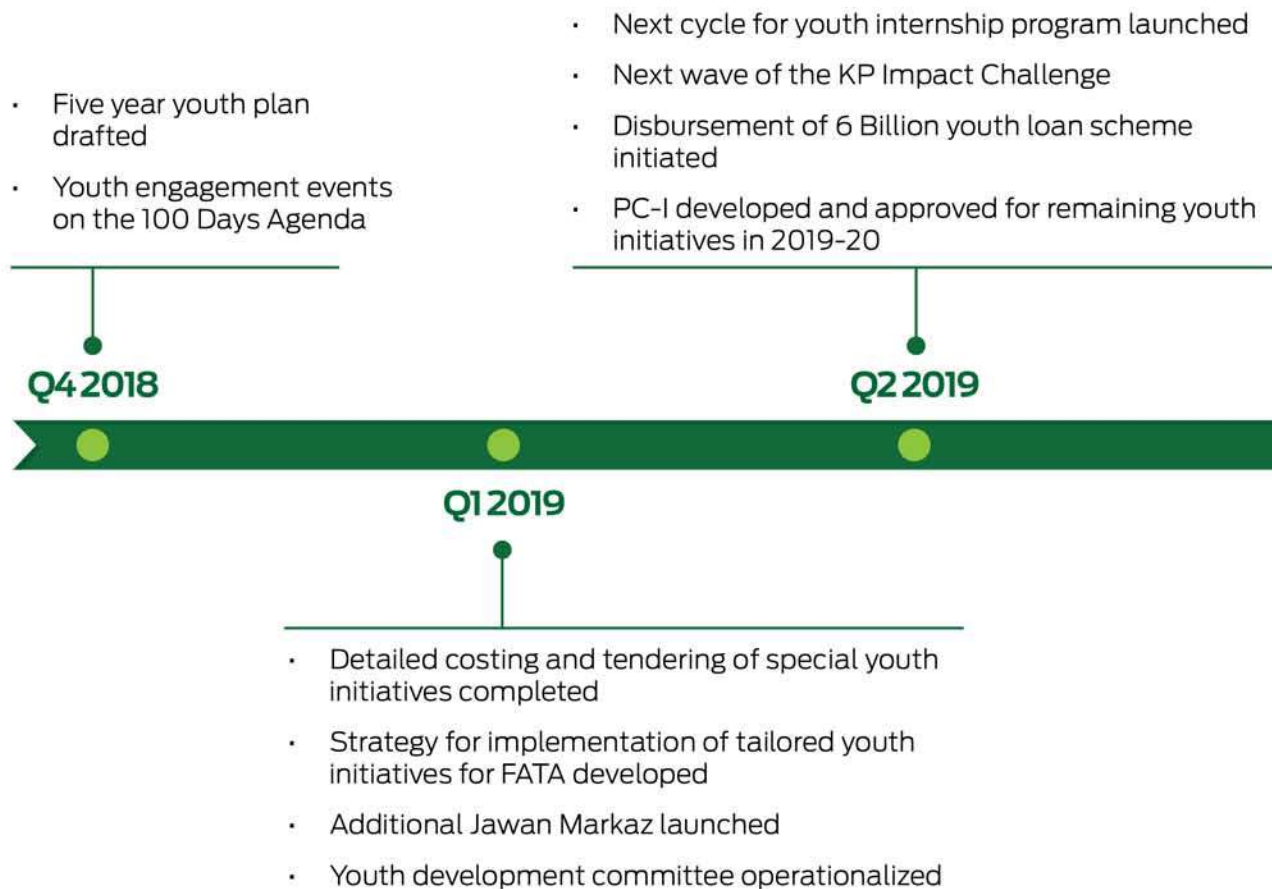 · Five year youth plan
drafted
· Youth engagement events
on the 100 Days Agenda
Q4 2018
· Detailed costing and tendering of special youth
initiatives completed
· Strategy for implementation of tailored youth
initiatives for FATA developed
· Additional Jawan Markaz launched
· Youth development committee operationalized
Q1 2019
· Next cycle for youth internship program launched
· Next wave of the KP Impact Challenge
· Disbursement of 6 Billion youth loan scheme
initiated
· PC-I developed and approved for remaining youth
initiatives in 2019-20
Q2 2019